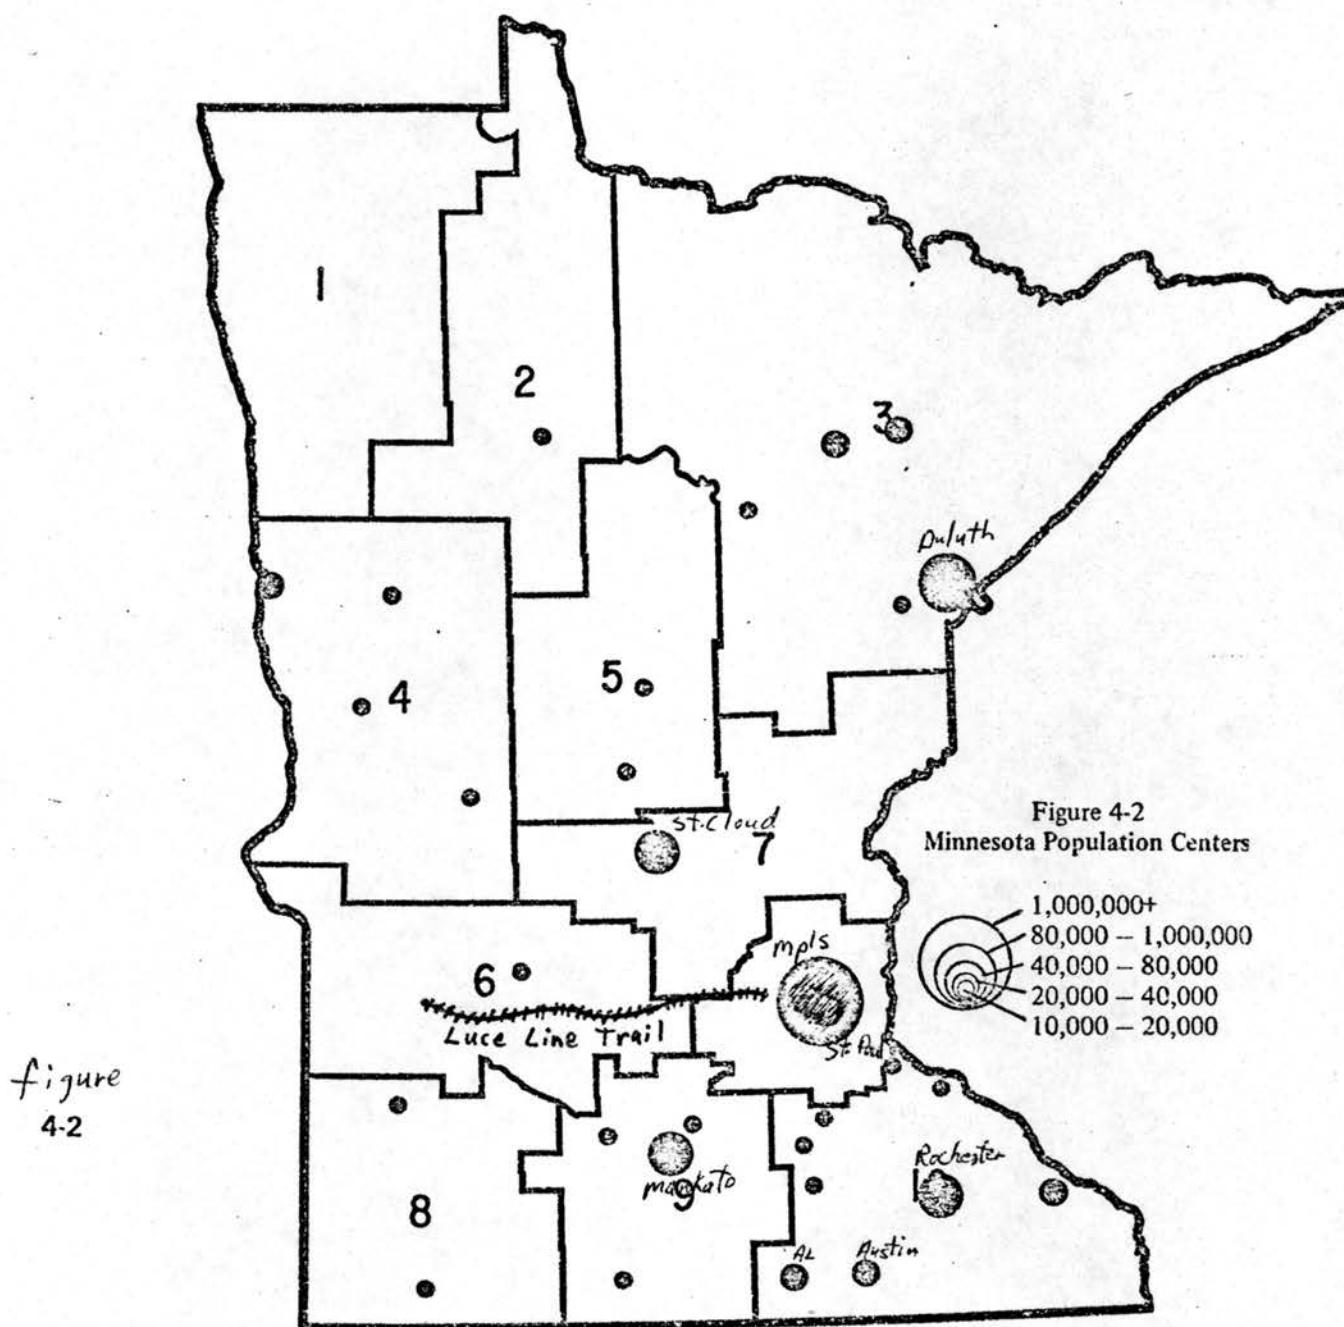 1
2
3
Duluth
4
5
St. Cloud
7
Figure 4-2
Minnesota Population Centers
1,000,000+
80,000 – 1,000,000
40,000 – 80,000
20,000 – 40,000
10,000 – 20,000
mpls
6
Luce Line Trail
St. Paul
figure
4-2
Rochester
1
Mankato
9
8
AL
Austin